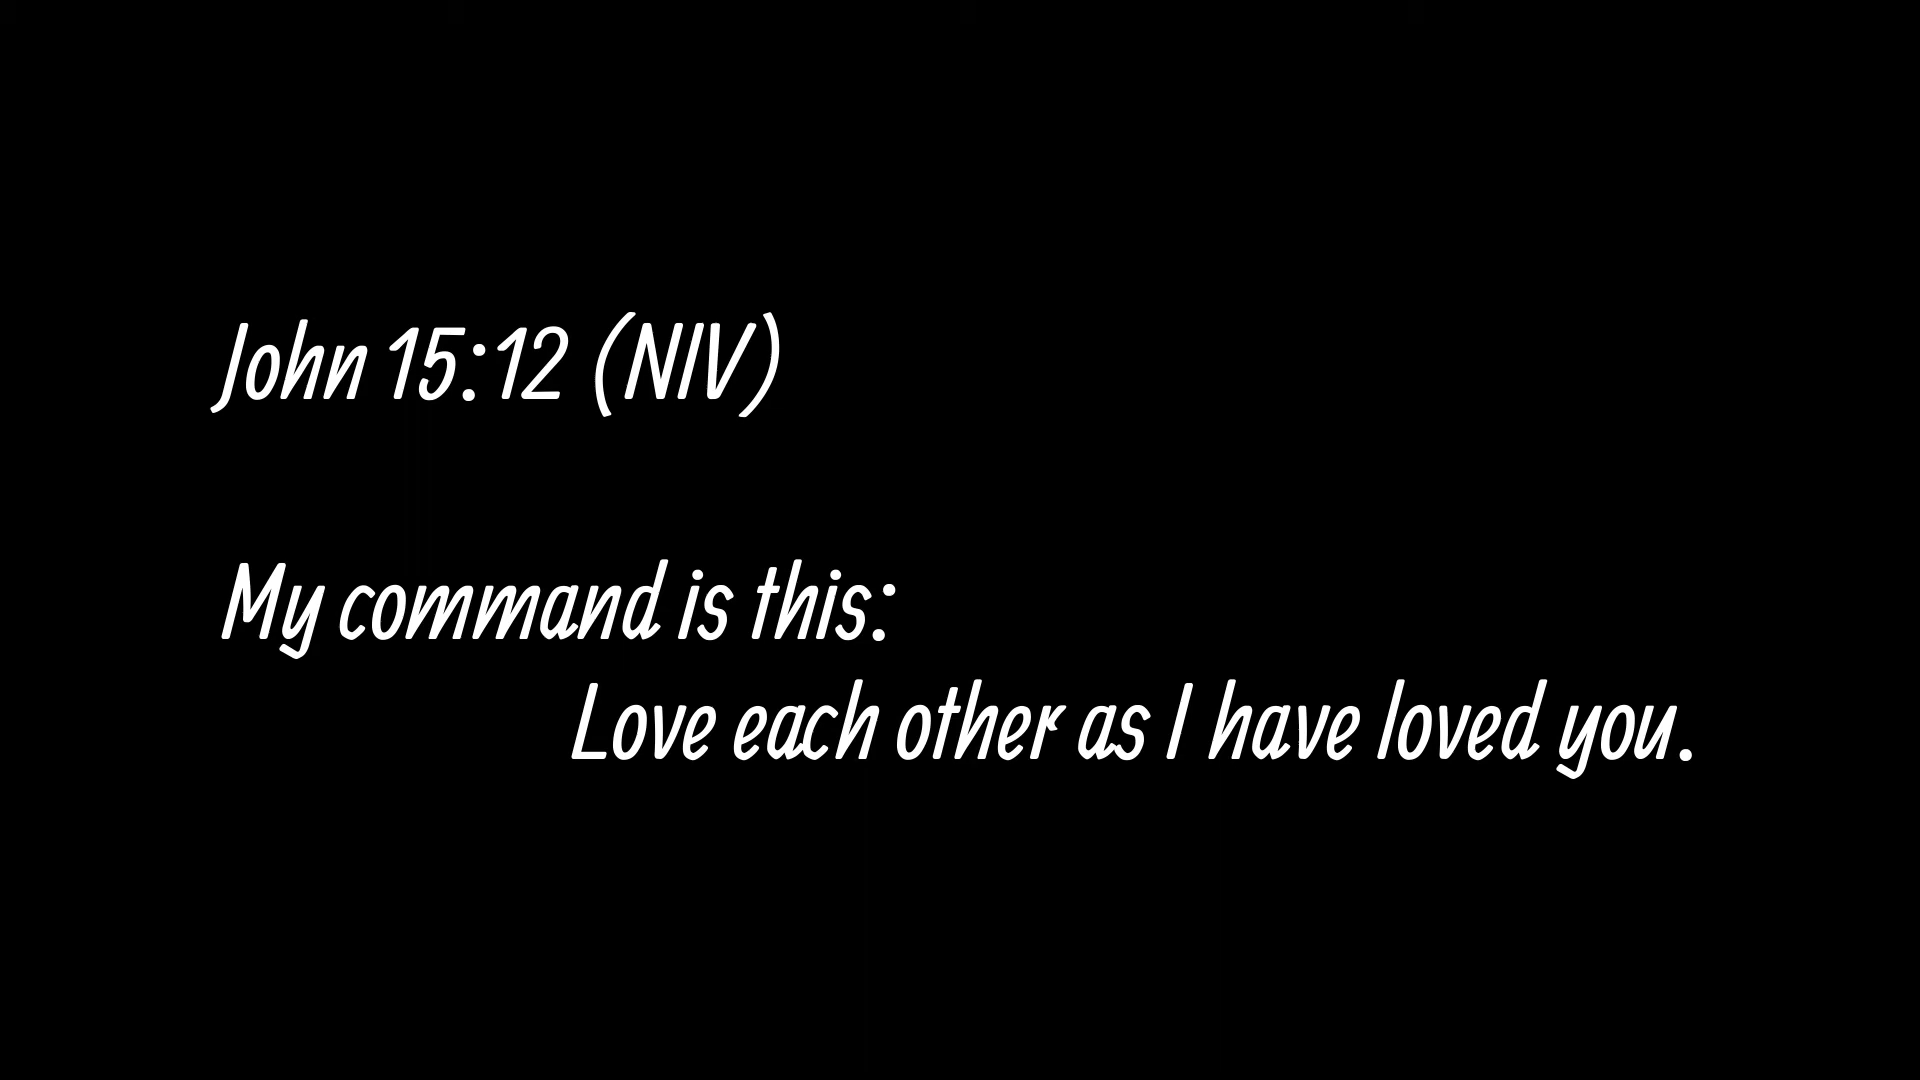 John 15:12 (NIV)
My command is this:
Love each other as I have loved you.